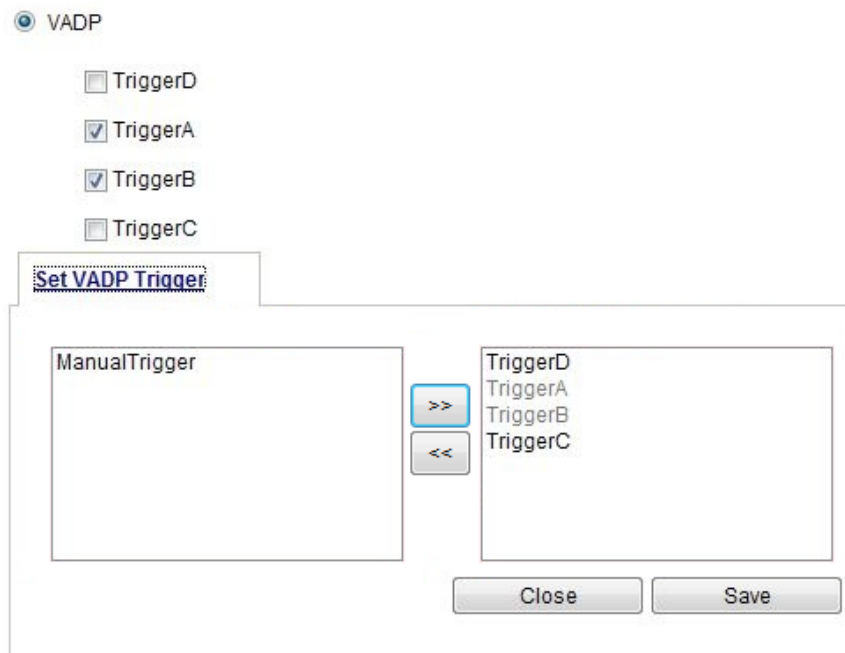 VADP
TriggerD
TriggerA
TriggerB
TriggerC
Set VADP Trigger
ManualTrigger
>>
<<
TriggerD
TriggerA
TriggerB
TriggerC
Close Save